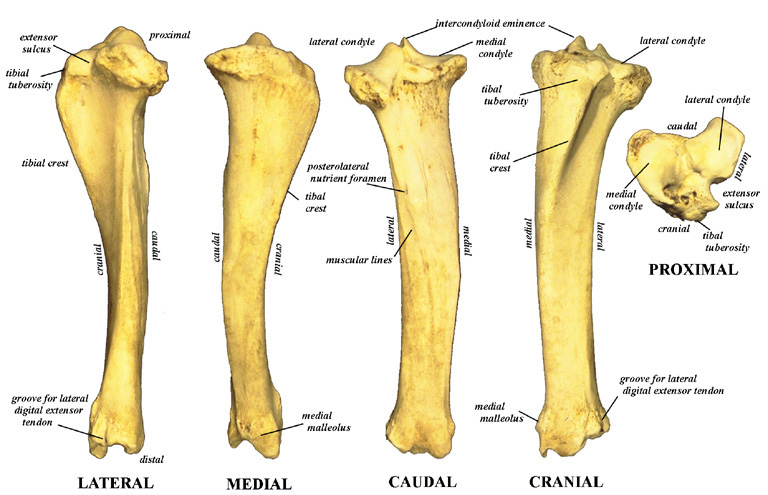 extensor
sulcus
proximal
tibial
tuberosity
tibial crest
cranial
caudal
groove for lateral
digital extensor
tendon
distal
LATERAL
tibal
crest
caudal
cranial
medial
malleolus
MEDIAL
intercondyloid eminence
lateral condyle
medial
condyle
posterolateral
nutrient foramen
lateral
medial
muscular lines
CAUDAL
lateral condyle
tibal
tuberosity
tibal
crest
medial
lateral
groove for lateral
digital extensor tendon
medial
malleolus
CRANIAL
lateral condyle
caudal
lateral
medial
condyle
extensor
sulcus
cranial
tibal
tuberosity
PROXIMAL